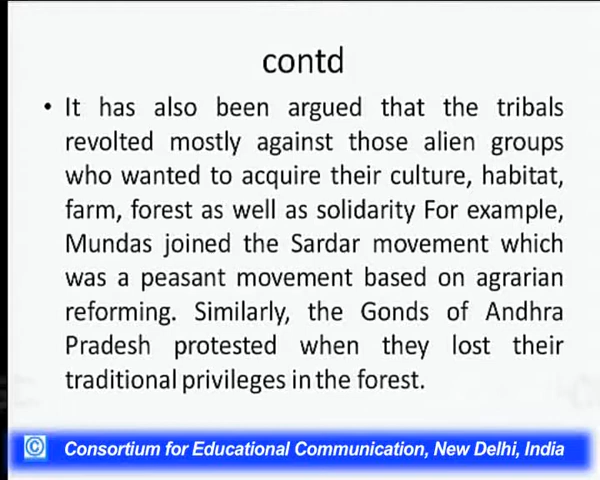 contd
• It has also been argued that the tribals
revolted mostly against those alien groups
who wanted to acquire their culture, habitat,
farm, forest as well as solidarity For example,
Mundas joined the Sardar movement which
was a peasant movement based on agrarian
reforming. Similarly, the Gonds of Andhra
Pradesh protested when they lost their
traditional privileges in the forest.
© Consortium for Educational Communication, New Delhi, India